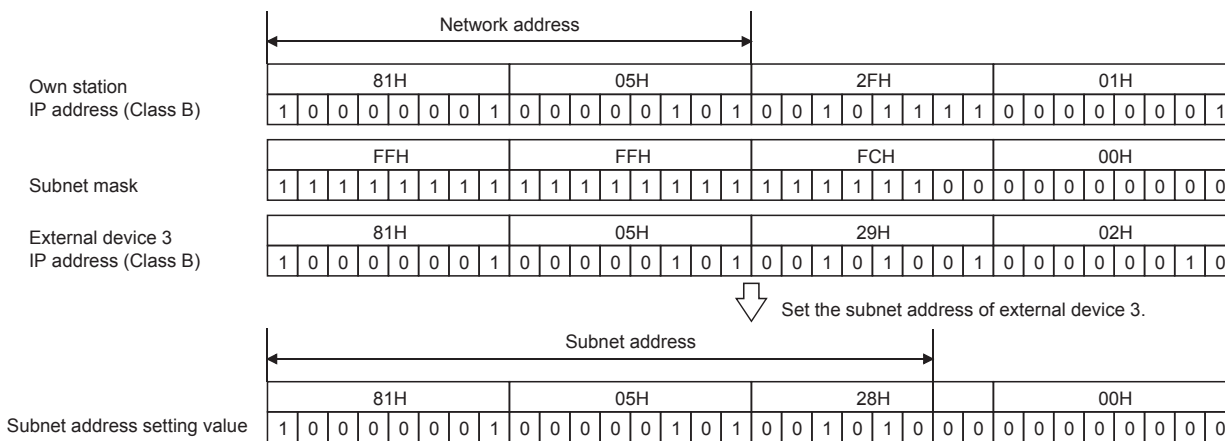 Network address
Own station
IP address (Class B)
81H 05H 2FH 01H
1 0 0 0 0 0 0 1 0 0 0 0 0 1 0 1 0 0 1 0 1 1 1 1 0 0 0 0 0 0 0 1
Subnet mask
FFH FFH FCH 00H
1 1 1 1 1 1 1 1 1 1 1 1 1 1 1 1 1 1 1 1 1 1 0 0 0 0 0 0 0 0 0 0
External device 3
IP address (Class B)
81H 05H 29H 02H
1 0 0 0 0 0 0 1 0 0 0 0 0 1 0 1 0 0 1 0 1 0 0 1 0 0 0 0 0 0 1 0
Set the subnet address of external device 3.
Subnet address
Subnet address setting value
81H 05H 28H 00H
1 0 0 0 0 0 0 1 0 0 0 0 0 1 0 1 0 0 1 0 1 0 0 0 0 0 0 0 0 0 0 0